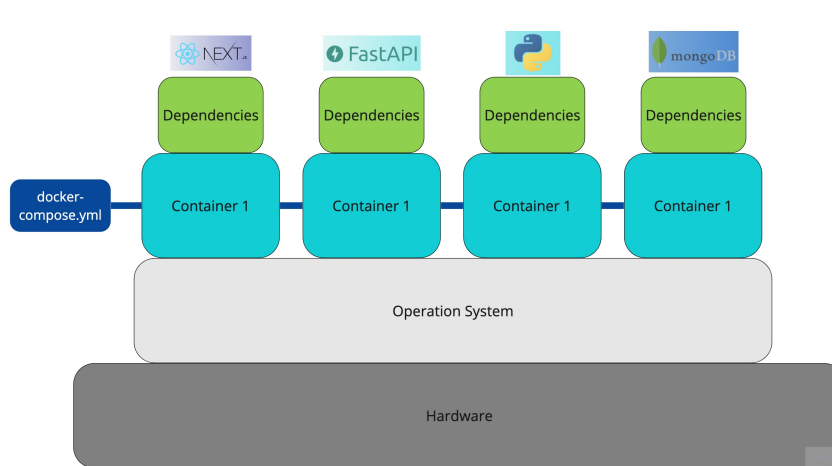 NEXT.js
FastAPI
mongoDB
Dependencies
Dependencies
Dependencies
Dependencies
docker-
compose.yml
Container 1
Container 1
Container 1
Container 1
Operation System
Hardware